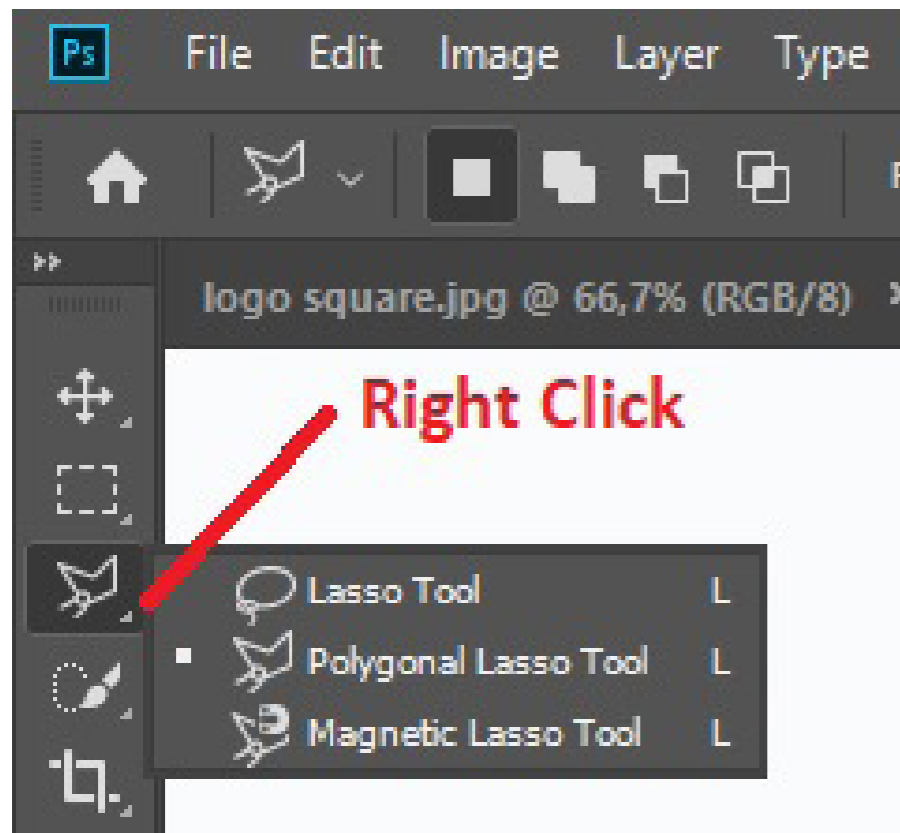 Ps File Edit Image Layer Type
logo square.jpg @ 66,7% (RGB/8)
Right Click
Lasso Tool L
Polygonal Lasso Tool L
Magnetic Lasso Tool L